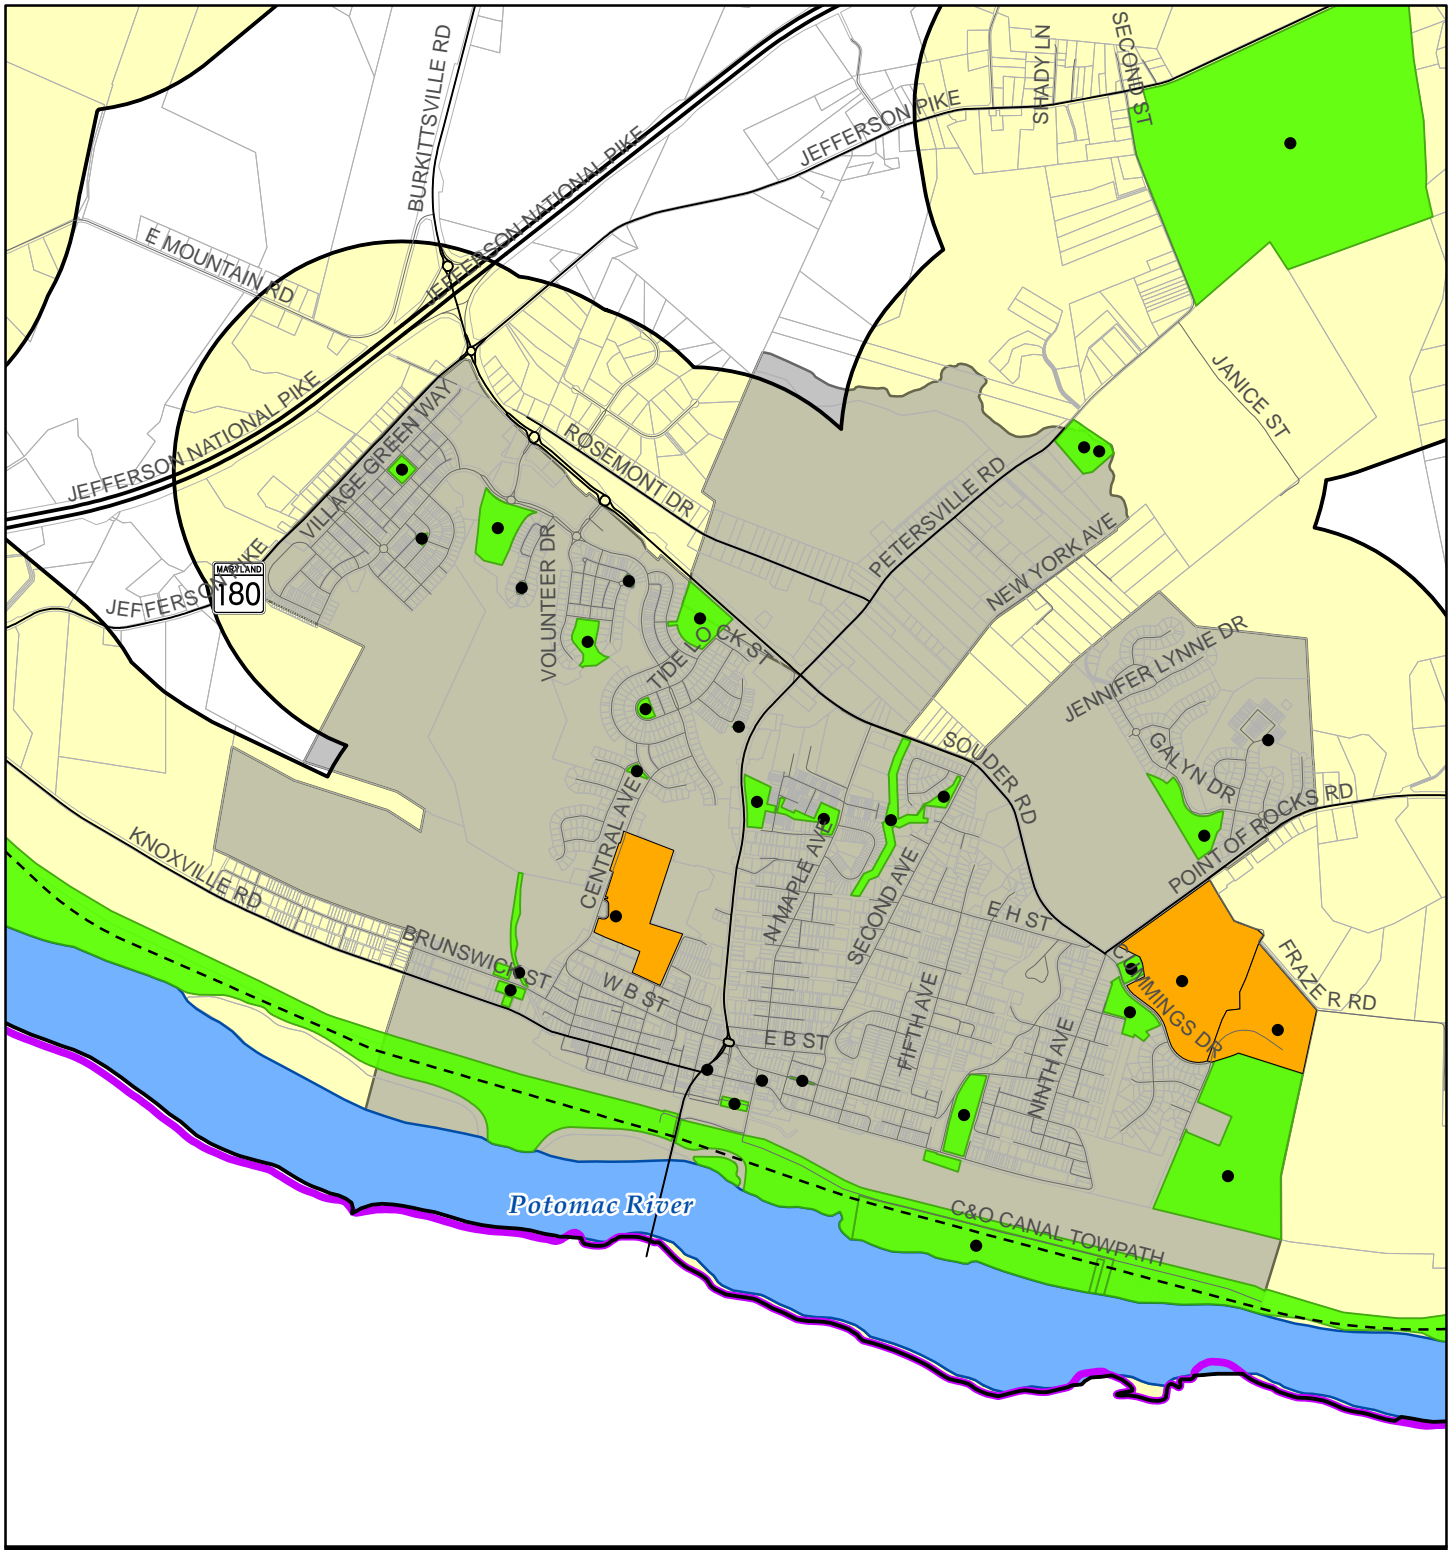 SECOND ST
SHADY LN
BURKITTSVILLE RD
JEFFERSON PIKE
JEFFERSON NATIONAL PIKE
E MOUNTAIN RD
JANICE ST
JEFFERSON NATIONAL PIKE
VILLAGE GREEN WAY
ROSEMONT DR
PETERSVILLE RD
NEW YORK AVE
JEFFERSON PIKE
MARYLAND
180
VOLUNTEER DR
TIDE LOCK ST
JENNIFER LYNNE DR
GALYN DR
SOUDER RD
POINT OF ROCKS RD
KNOXVILLE RD
CENTRAL AVE
N MAPLE AVE
SECOND AVE
E H ST
BRUNSWICK ST
W B ST
CUMMINGS DR
FRAZER RD
E B ST
FIFTH AVE
NINTH AVE
Potomac River
C&O CANAL TOWPATH